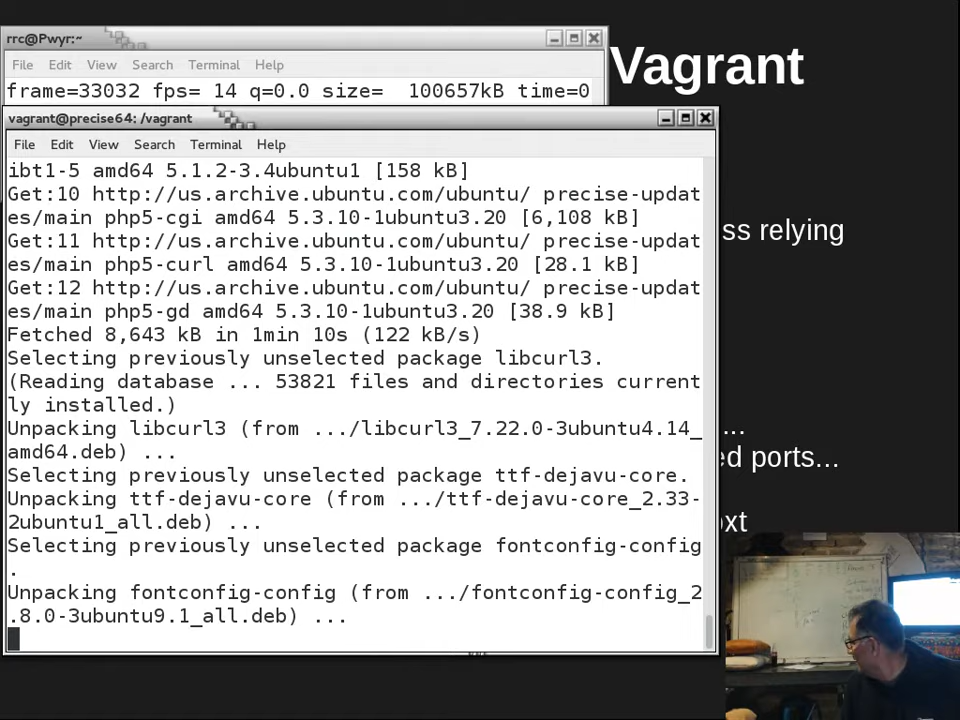 rrc@Pwyr:~
File Edit View Search Terminal Help
frame=33032 fps= 14 q=0.0 size=  100657kB time=0
Vagrant
vagrant@precise64: /vagrant
File Edit View Search Terminal Help
ibt1-5 amd64 5.1.2-3.4ubuntu1 [158 kB]
Get:10 http://us.archive.ubuntu.com/ubuntu/ precise-updat
es/main php5-cgi amd64 5.3.10-1ubuntu3.20 [6,108 kB]
Get:11 http://us.archive.ubuntu.com/ubuntu/ precise-updat
es/main php5-curl amd64 5.3.10-1ubuntu3.20 [28.1 kB]
Get:12 http://us.archive.ubuntu.com/ubuntu/ precise-updat
es/main php5-gd amd64 5.3.10-1ubuntu3.20 [38.9 kB]
Fetched 8,643 kB in 1min 10s (122 kB/s)
Selecting previously unselected package libcurl3.
(Reading database ... 53821 files and directories current
ly installed.)
Unpacking libcurl3 (from .../libcurl3_7.22.0-3ubuntu4.14_
amd64.deb) ...
Selecting previously unselected package ttf-dejavu-core.
Unpacking ttf-dejavu-core (from .../ttf-dejavu-core_2.33-
2ubuntu1_all.deb) ...
Selecting previously unselected package fontconfig-config
.
Unpacking fontconfig-config (from .../fontconfig-config_2
.8.0-3ubuntu9.1_all.deb) ...
ss relying
...
ed ports...
oxt